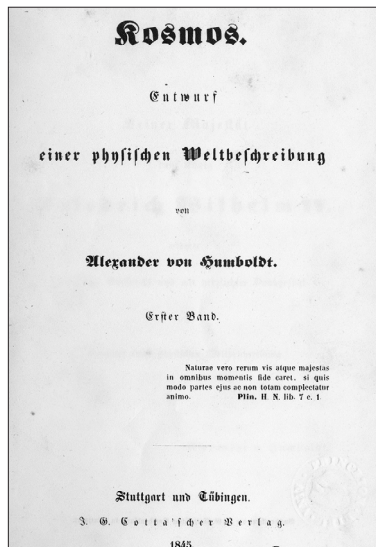 Kosmos.
Entwurf
einer physischen Weltbeschreibung
von
Alexander von Humboldt.
Erster Band.
Naturae vero rerum vis atque majestas
in omnibus momentis fide caret, si quis
modo partes ejus ac non totam complectatur
animo. Plin. H. N. lib. 7 c. 1
Stuttgart und Tübingen.
J. G. Cotta'scher Verlag.
1845